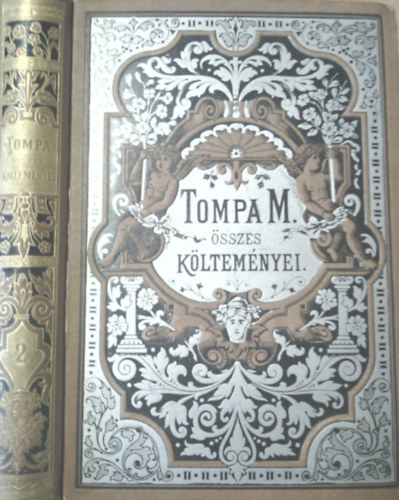 TOMPA
ÖSSZES
KÖLTEMÉNYEI
2.
TOMPA M.
ÖSSZES
KÖLTEMÉNYEI.